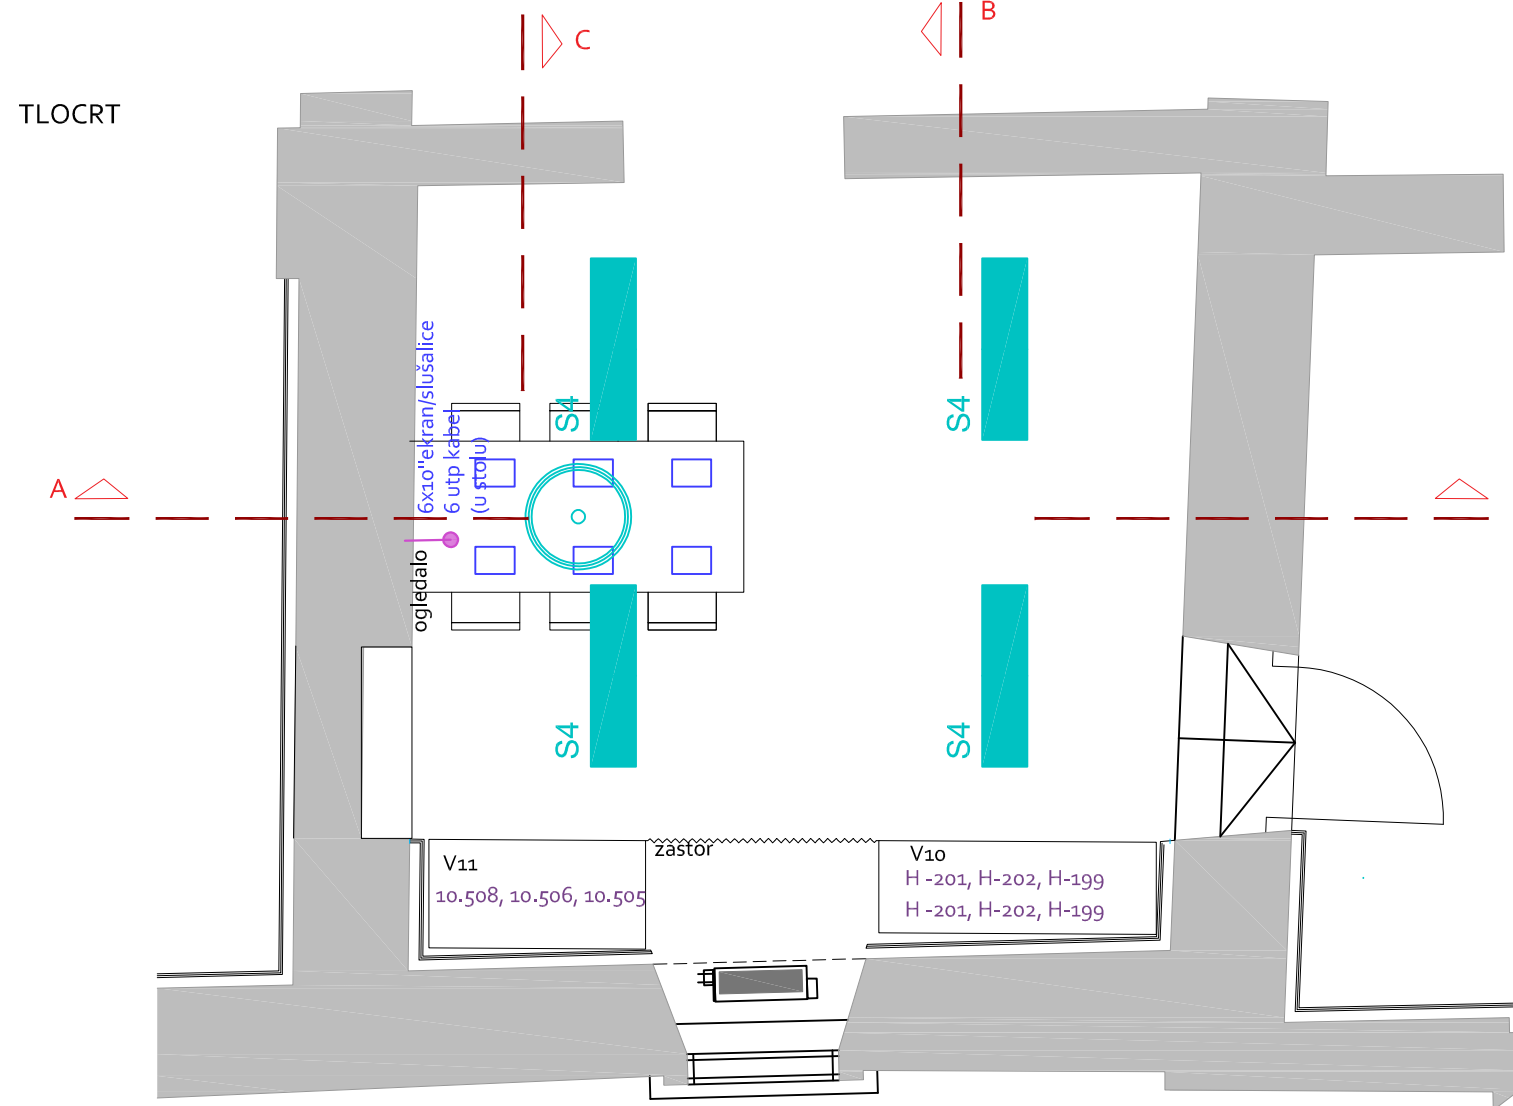 C
B
TLOCRT
6x10"ekran/slušalice
6 utp kabel
(u stolu)
S4
S4
A
ogledalo
S4
S4
zastor
V11
10.508, 10.506, 10.505
V10
H -201, H-202, H-199
H -201, H-202, H-199